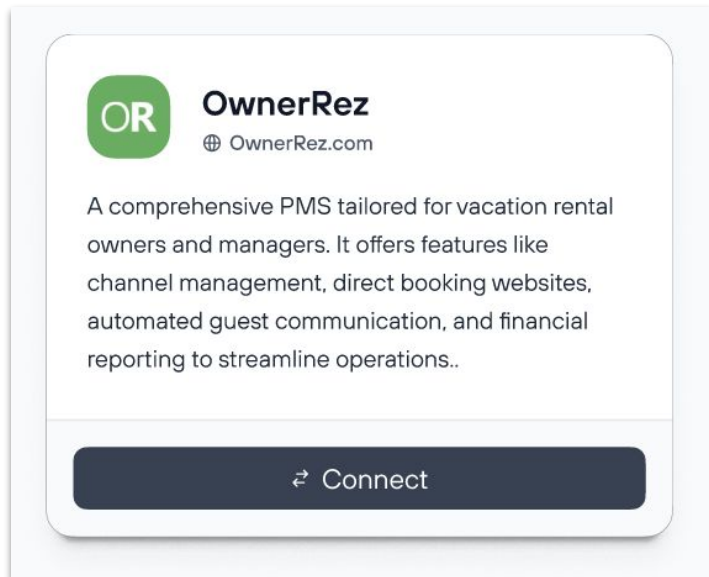 OR
OwnerRez
OwnerRez.com
A comprehensive PMS tailored for vacation rental
owners and managers. It offers features like
channel management, direct booking websites,
automated guest communication, and financial
reporting to streamline operations..
Connect